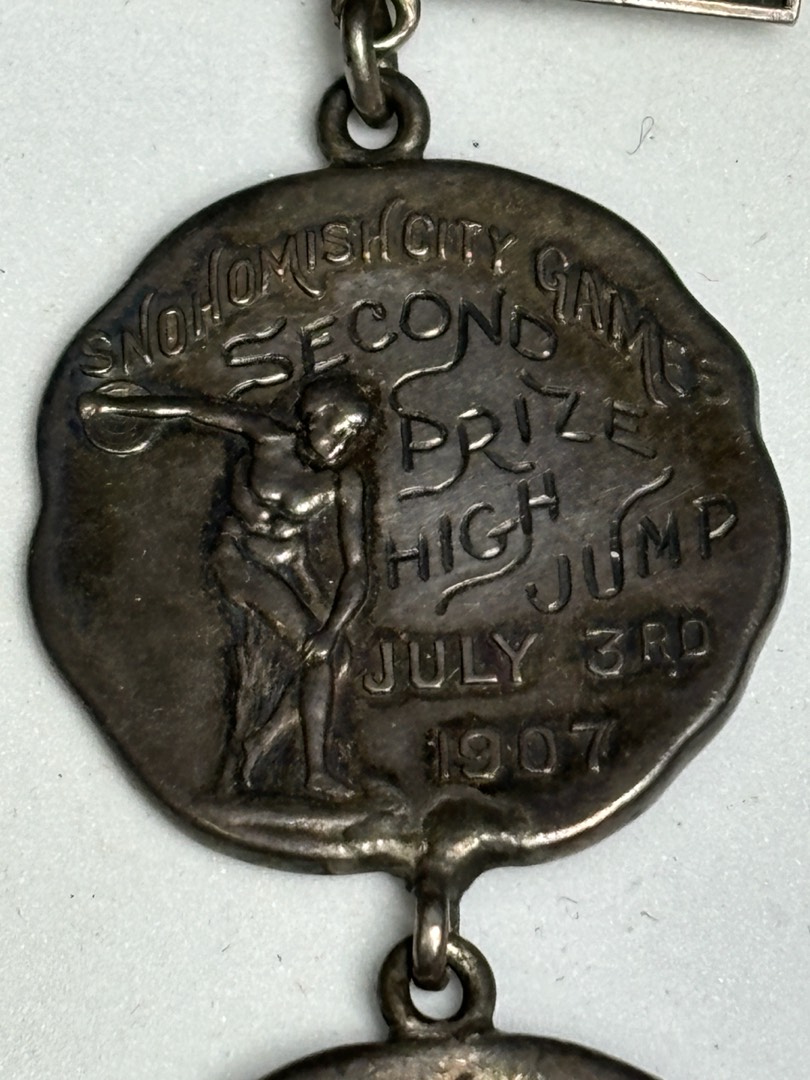 SNOHOMISH CITY GAMES
SECOND
PRIZE
HIGH JUMP
JULY 3RD
1907